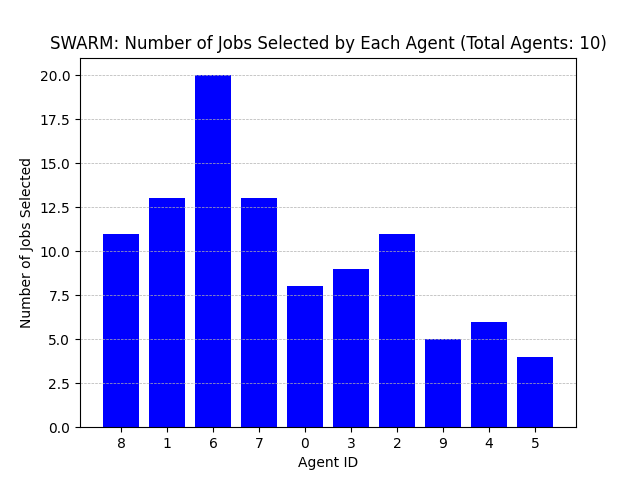 SWARM: Number of Jobs Selected by Each Agent (Total Agents: 10)
20.0
17.5
15.0
12.5
10.0
7.5
5.0
2.5
0.0
Number of Jobs Selected
8 1 6 7 0 3 2 9 4 5
Agent ID